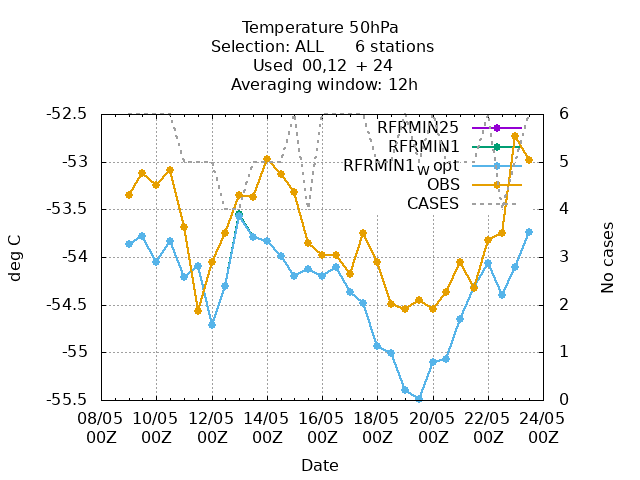 Temperature 50hPa
Selection: ALL      6 stations
Used  00,12  + 24
Averaging window: 12h
-52.5
-53
-53.5
-54
-54.5
-55
-55.5
6
5
4
3
2
1
0
RFRMIN25
RFRMIN1
RFRMIN1_w opt
OBS
CASES
deg C
No cases
08/05 10/05 12/05 14/05 16/05 18/05 20/05 22/05 24/05
00Z 00Z 00Z 00Z 00Z 00Z 00Z 00Z 00Z
Date